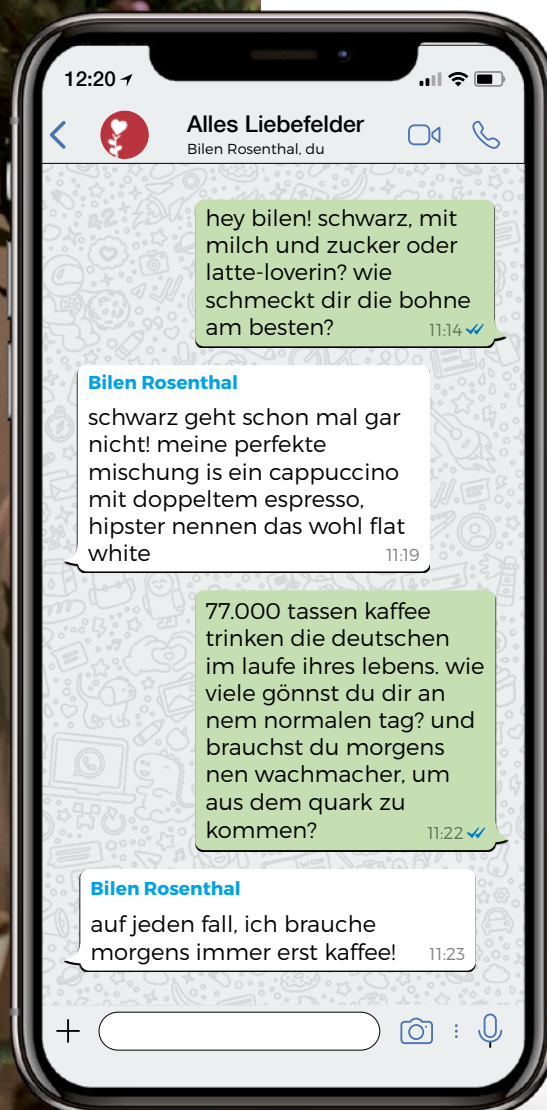 12:20
Alles Liebefelder
Bilen Rosenthal, du
hey bilen! schwarz, mit
milch und zucker oder
latte-loverin? wie
schmeckt dir die bohne
am besten? 11:14
Bilen Rosenthal
schwarz geht schon mal gar
nicht! meine perfekte
mischung is ein cappuccino
mit doppeltem espresso,
hipster nennen das wohl flat
white 11:19
77.000 tassen kaffee
trinken die deutschen
im laufe ihres lebens. wie
viele gönnst du dir an
nem normalen tag? und
brauchst du morgens
nen wachmacher, um
aus dem quark zu
kommen? 11:22
Bilen Rosenthal
auf jeden fall, ich brauche
morgens immer erst kaffee! 11:23